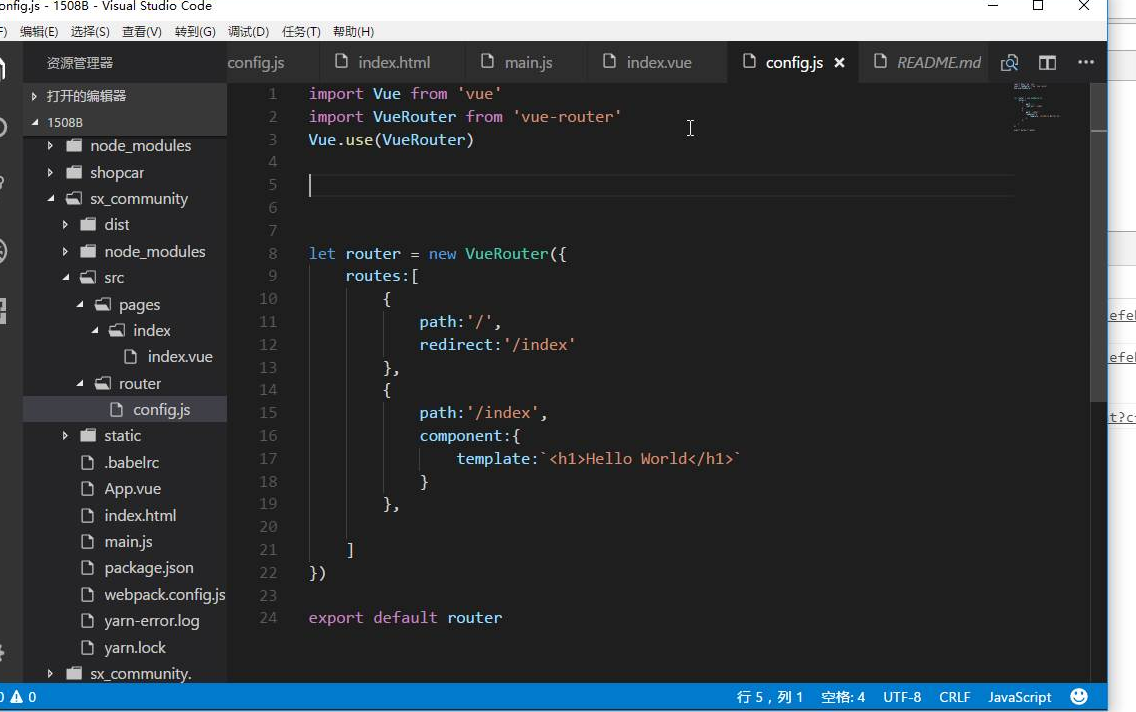 onfig.js - 1508B - Visual Studio Code
编辑(E) 选择(S) 查看(V) 转到(G) 调试(D) 任务(T) 帮助(H)
资源管理器
config.js index.html main.js index.vue config.js README.md
打开的编辑器
1508B
node_modules
shopcar
sx_community
dist
node_modules
src
pages
index
index.vue
router
config.js
static
.babelrc
App.vue
index.html
main.js
package.json
webpack.config.js
yarn-error.log
yarn.lock
sx_community.
1 import Vue from 'vue'
2 import VueRouter from 'vue-router'
3 Vue.use(VueRouter)
4
5
6
7
8 let router = new VueRouter({
9 routes:[
10 {
11 path:'/',
12 redirect:'/index'
13 },
14 {
15 path:'/index',
16 component:{
17 template:`<h1>Hello World</h1>`
18 }
19 },
20
21 ]
22 })
23
24 export default router
0 0 行 5，列 1 空格: 4 UTF-8 CRLF JavaScript